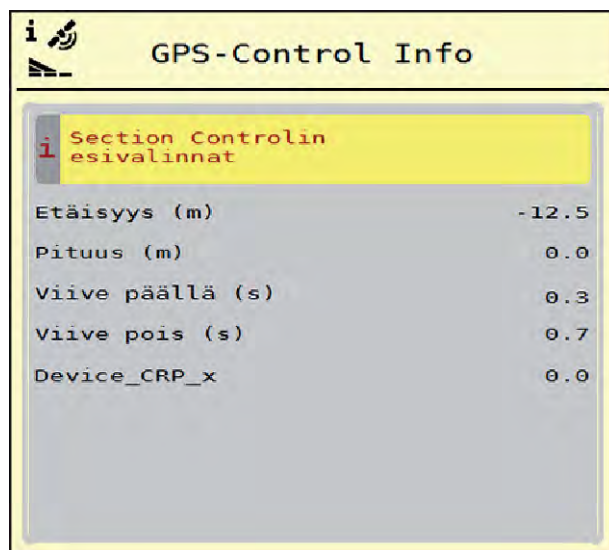 i
GPS-Control Info
i Section Controlin
esivalinnat
Etäisyys (m) -12.5
Pituus (m) 0.0
Viive päällä (s) 0.3
Viive pois (s) 0.7
Device_CRP_x 0.0